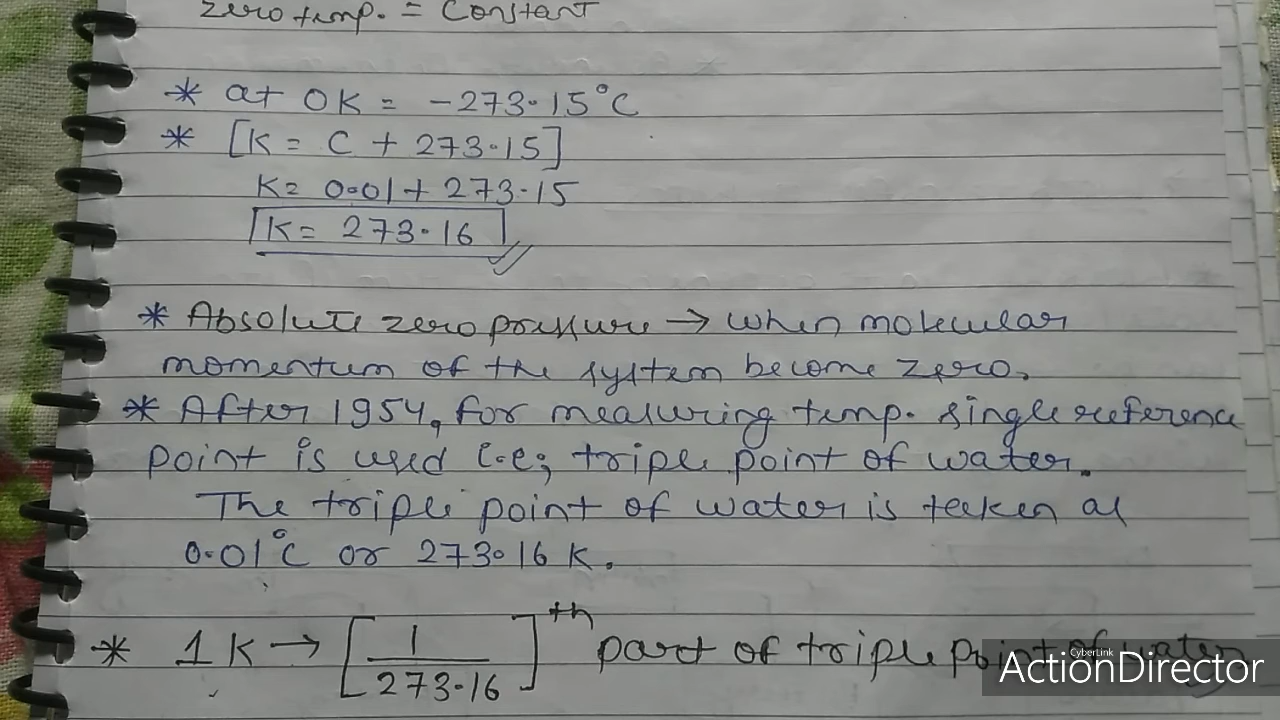 zero temp. = Constant
* at 0K = -273.15°C
* [K = C + 273.15]
K = 0.01 + 273.15
K = 273.16
* Absolute zero pressure → when molecular
momentum of the system become zero.
* After 1954, for measuring temp. single reference
point is used i.e; triple point of water.
The triple point of water is taken as
0.01°C or 273.16 K.
* 1K → [1/273.16]th part of triple point of water
CyberLink
ActionDirector